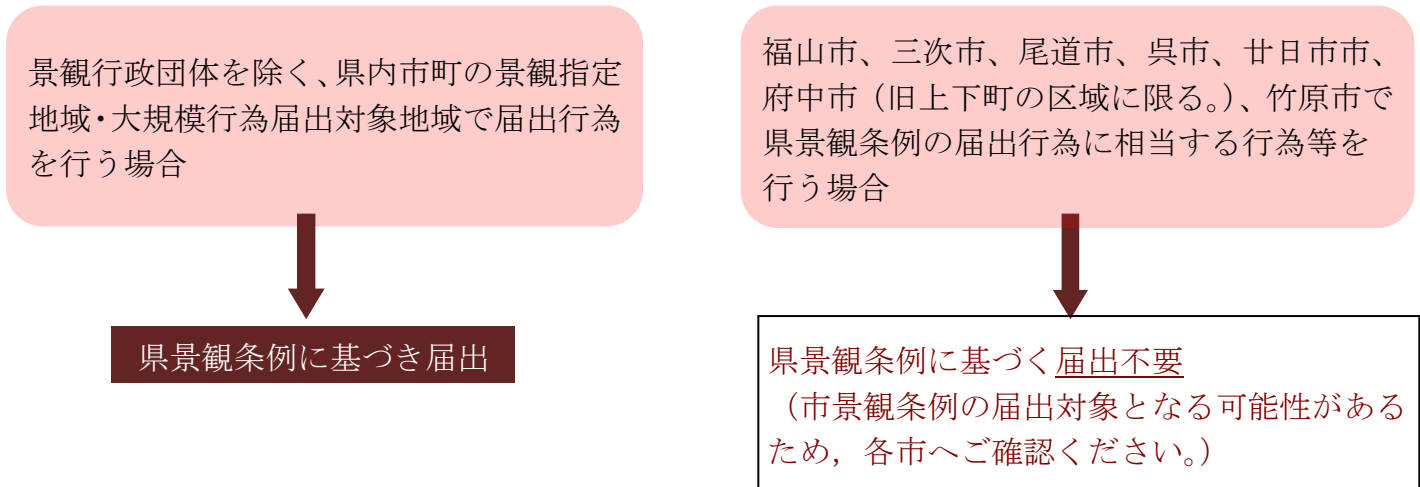 景観行政団体を除く、県内市町の景観指定
地域・大規模行為届出対象地域で届出行為
を行う場合
県景観条例に基づき届出
福山市、三次市、尾道市、呉市、廿日市市、
府中市（旧上下町の区域に限る。）、竹原市で
県景観条例の届出行為に相当する行為等を
行う場合
県景観条例に基づく届出不要
（市景観条例の届出対象となる可能性がある
ため，各市へご確認ください。）